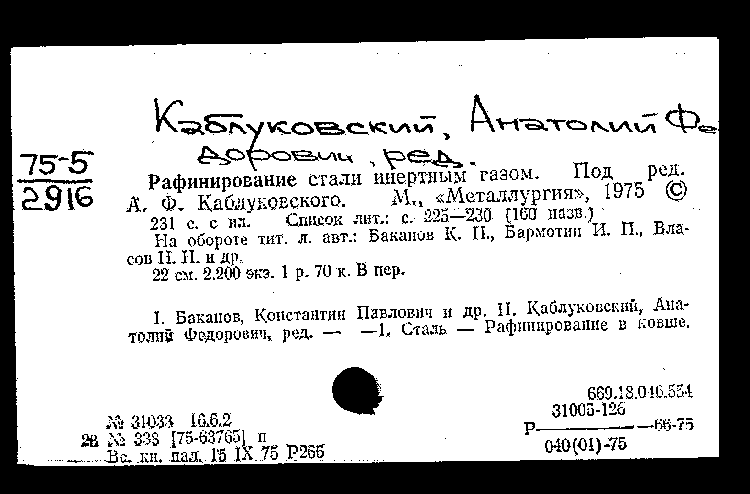 Каблуковский, Анатолий Фе
дорович, ред.
75-5
2916
Рафинирование стали инертным газом. Под ред.
А. Ф. Каблуковского. М., «Металлургия», 1975 ©
231 с. с ил. Список лит.: с. 225—230 (160 назв.)
На обороте тит. л. авт.: Баканов К. П., Бармотин И. П., Вла-
сов Н. Н. и др.
22 см. 2.200 экз. 1 р. 70 к. В пер.
I. Баканов, Константин Павлович и др. II. Каблуковский, Ана-
толий Федорович, ред. — —1. Сталь — Рафинирование в ковше.
669.18.046.554
№ 31033 16.6.2
31005-126
28 № 338 [75-63765] п
Р 66-75
Вс. кн. пал. 15 IX 75 Р266
040(01)-75